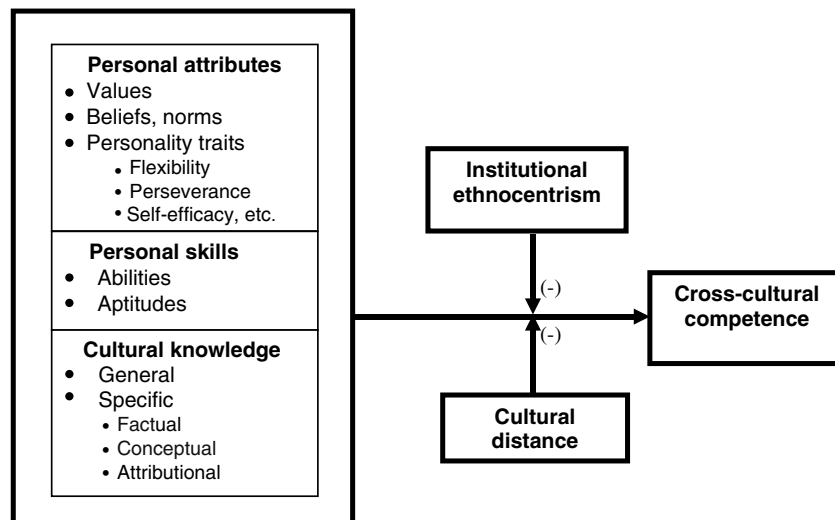 Personal attributes
• Values
• Beliefs, norms
• Personality traits
• Flexibility
• Perseverance
• Self-efficacy, etc.
Personal skills
• Abilities
• Aptitudes
Cultural knowledge
• General
• Specific
• Factual
• Conceptual
• Attributional
Institutional
ethnocentrism
(-)
(-)
Cultural
distance
Cross-cultural
competence